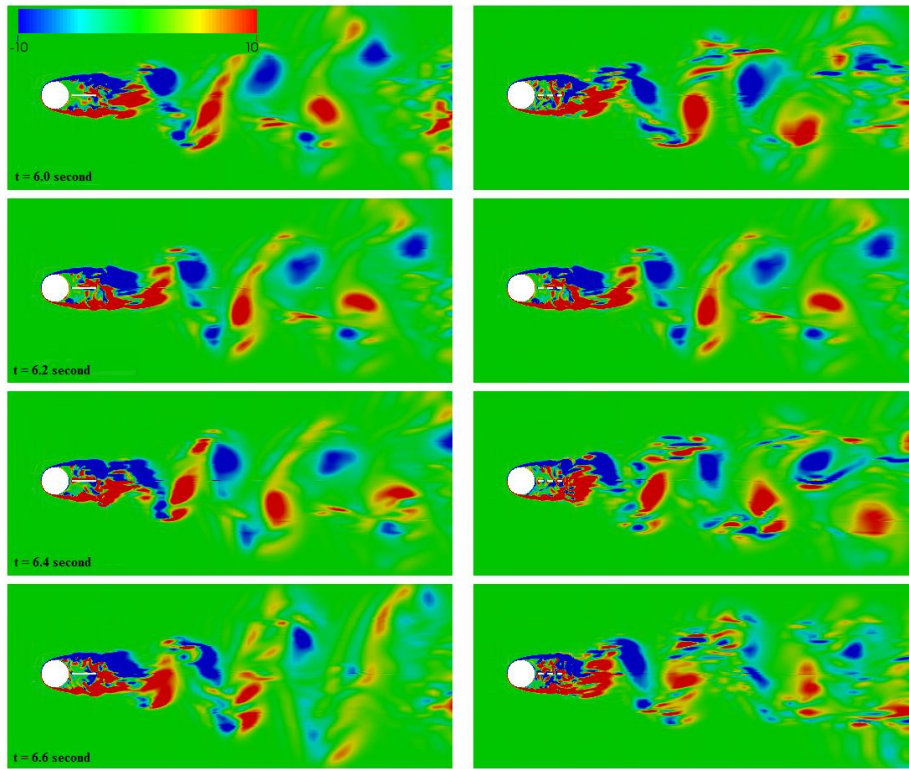 -10 10
t = 6.0 second
t = 6.2 second
t = 6.4 second
t = 6.6 second